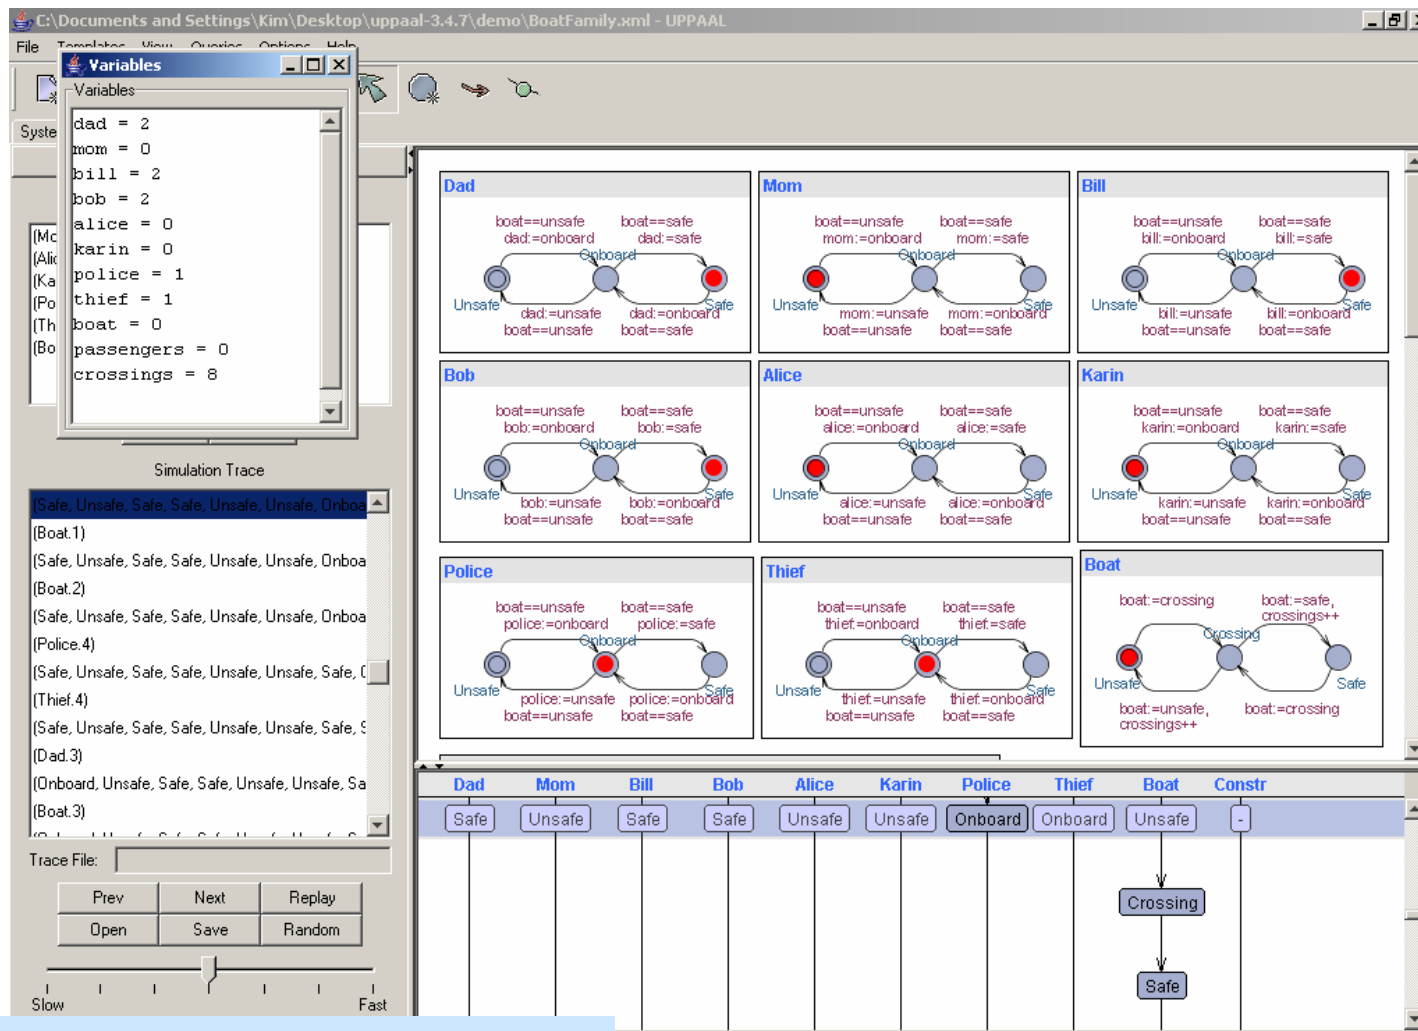 C:\Documents and Settings\Kim\Desktop\uppaal-3.4.7\demo\BoatFamily.xml - UPPAAL
File Templates View Queries Options Help
Variables
Variables
dad = 2
mom = 0
bill = 2
bob = 2
alice = 0
karin = 0
police = 1
thief = 1
boat = 0
passengers = 0
crossings = 8
Syste
(Mo
(Alic
(Ka
(Po
(Th
(Bo
Simulation Trace
(Safe, Unsafe, Safe, Safe, Unsafe, Unsafe, Onboa
(Boat.1)
(Safe, Unsafe, Safe, Safe, Unsafe, Unsafe, Onboa
(Boat.2)
(Safe, Unsafe, Safe, Safe, Unsafe, Unsafe, Onboa
(Police.4)
(Safe, Unsafe, Safe, Safe, Unsafe, Unsafe, Safe,
(Thief.4)
(Safe, Unsafe, Safe, Safe, Unsafe, Unsafe, Safe, S
(Dad.3)
(Onboard, Unsafe, Safe, Safe, Unsafe, Unsafe, Sa
(Boat.3)
Trace File:
Prev Next Replay
Open Save Random
Slow Fast
Dad
boat==unsafe boat==safe
dad:=onboard dad:=safe
Onboard
Unsafe Safe
dad:=unsafe dad:=onboard
boat==unsafe boat==safe
Mom
boat==unsafe boat==safe
mom:=onboard mom:=safe
Onboard
Unsafe Safe
mom:=unsafe mom:=onboard
boat==unsafe boat==safe
Bill
boat==unsafe boat==safe
bill:=onboard bill:=safe
Onboard
Unsafe Safe
bill:=unsafe bill:=onboard
boat==unsafe boat==safe
Bob
boat==unsafe boat==safe
bob:=onboard bob:=safe
Onboard
Unsafe Safe
bob:=unsafe bob:=onboard
boat==unsafe boat==safe
Alice
boat==unsafe boat==safe
alice:=onboard alice:=safe
Onboard
Unsafe Safe
alice:=unsafe alice:=onboard
boat==unsafe boat==safe
Karin
boat==unsafe boat==safe
karin:=onboard karin:=safe
Onboard
Unsafe Safe
karin:=unsafe karin:=onboard
boat==unsafe boat==safe
Police
boat==unsafe boat==safe
police:=onboard police:=safe
Onboard
Unsafe Safe
police:=unsafe police:=onboard
boat==unsafe boat==safe
Thief
boat==unsafe boat==safe
thief:=onboard thief:=safe
Onboard
Unsafe Safe
thief:=unsafe thief:=onboard
boat==unsafe boat==safe
Boat
boat:=crossing boat:=safe,
crossings++
Crossing
Unsafe Safe
boat:=unsafe, boat:=crossing
crossings++
Dad Mom Bill Bob Alice Karin Police Thief Boat Constr
Safe Unsafe Safe Safe Unsafe Unsafe Onboard Onboard Unsafe -
Crossing
Safe